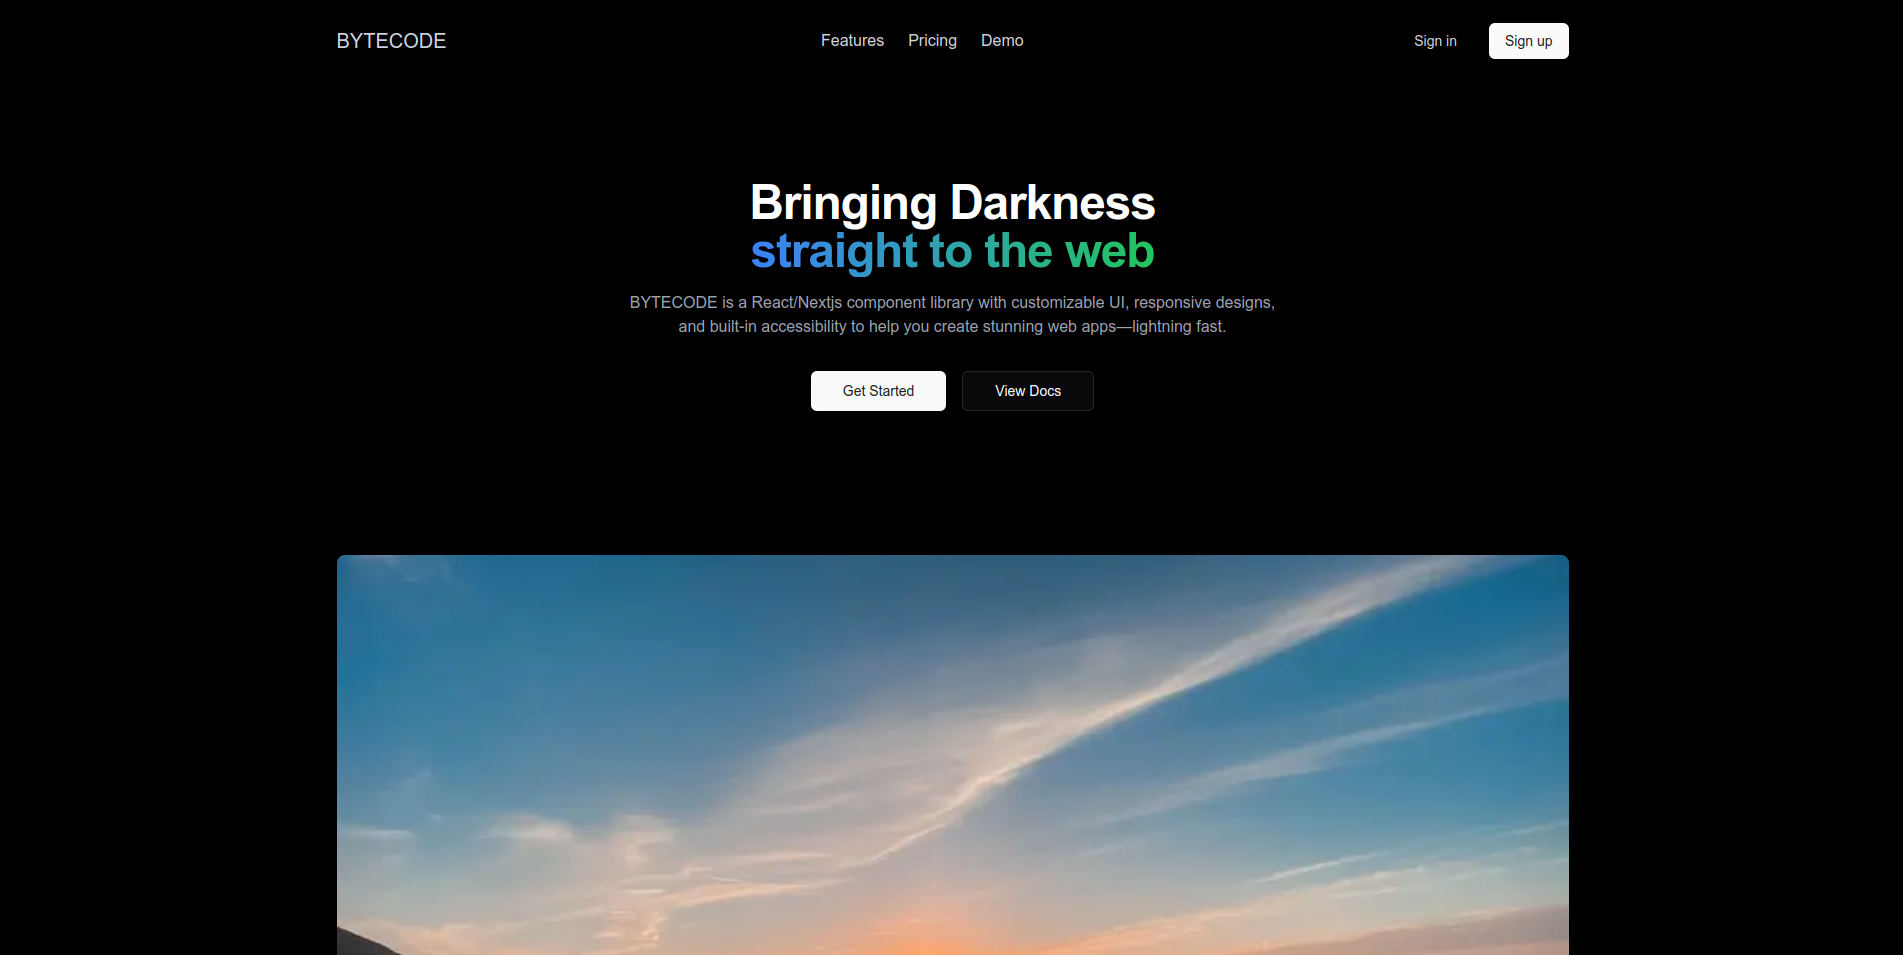 BYTECODE
Features
Pricing
Demo
Sign in
Sign up
Bringing Darkness
straight to the web
BYTECODE is a React/Nextjs component library with customizable UI, responsive designs,
and built-in accessibility to help you create stunning web apps—lightning fast.
Get Started
View Docs